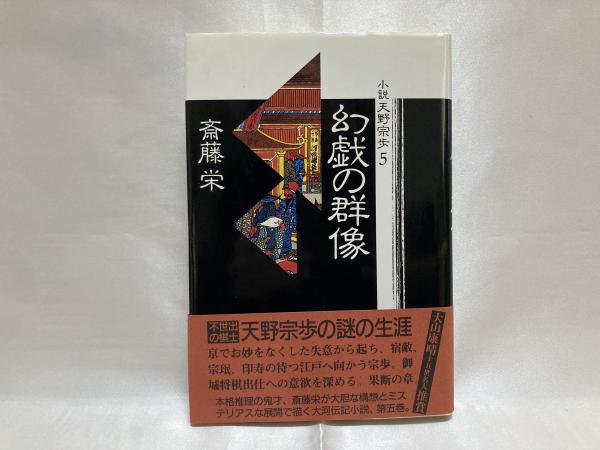 小説 天野宗歩 5
幻戯の群像
斎藤 栄
不世出の棋士 天野宗歩の謎の生涯
京でお妙をなくした失意から起ち、宿敵、
宗珉、印寿の待つ江戸へ向かう宗歩。御
城将棋出仕への意欲を深める。果断の章。
本格推理の鬼才、斎藤栄が大胆な構想とミス
テリアスな展開で描く大河伝記小説、第五巻。
大山康晴十五世名人推賞